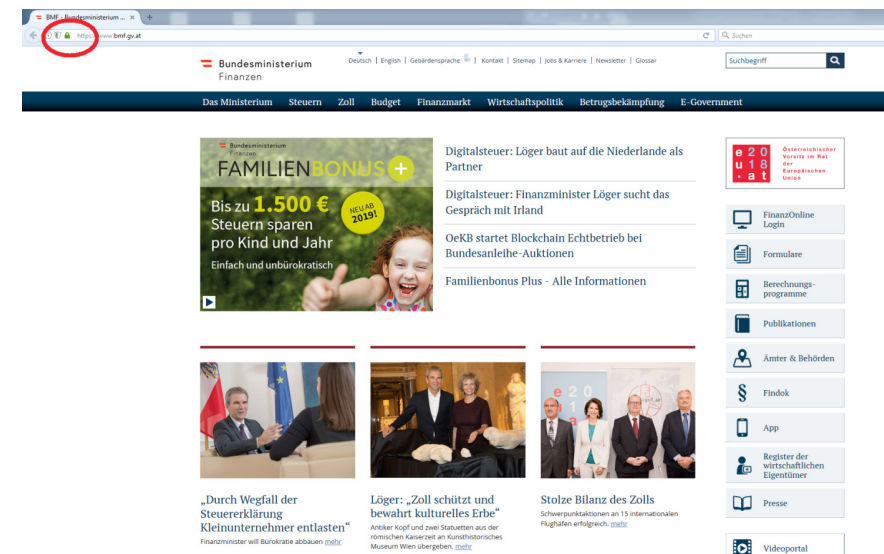 BMF - Bundesministerium ...
https://www.bmf.gv.at
Suchen
Bundesministerium
Finanzen
Deutsch | English | Gebärdensprache | Kontakt | Sitemap | Jobs & Karriere | Newsletter | Glossar
Suchbegriff
Das Ministerium Steuern Zoll Budget Finanzmarkt Wirtschaftspolitik Betrugsbekämpfung E-Government
Bundesministerium
Finanzen
FAMILIENBONUS+
Bis zu 1.500 €
Steuern sparen
pro Kind und Jahr
NEU AB
2019!
Einfach und unbürokratisch
Digitalsteuer: Löger baut auf die Niederlande als
Partner
Digitalsteuer: Finanzminister Löger sucht das
Gespräch mit Irland
OeKB startet Blockchain Echtbetrieb bei
Bundesanleihe-Auktionen
Familienbonus Plus - Alle Informationen
e 2 0
u 1 8
. a t
Österreichischer
Vorsitz im Rat
der
Europäischen
Union
FinanzOnline
Login
Formulare
Berechnungs-
programme
Publikationen
Ämter & Behörden
§ Findok
App
Register der
wirtschaftlichen
Eigentümer
Presse
Videoportal
„Durch Wegfall der
Steuererklärung
Kleinunternehmer entlasten“
Finanzminister will Bürokratie abbauen mehr
Löger: „Zoll schützt und
bewahrt kulturelles Erbe“
Antiker Kopf und zwei Statuetten aus der
römischen Kaiserzeit an Kunsthistorisches
Museum Wien übergeben. mehr
Stolze Bilanz des Zolls
Schwerpunktaktionen an 15 internationalen
Flughäfen erfolgreich. mehr